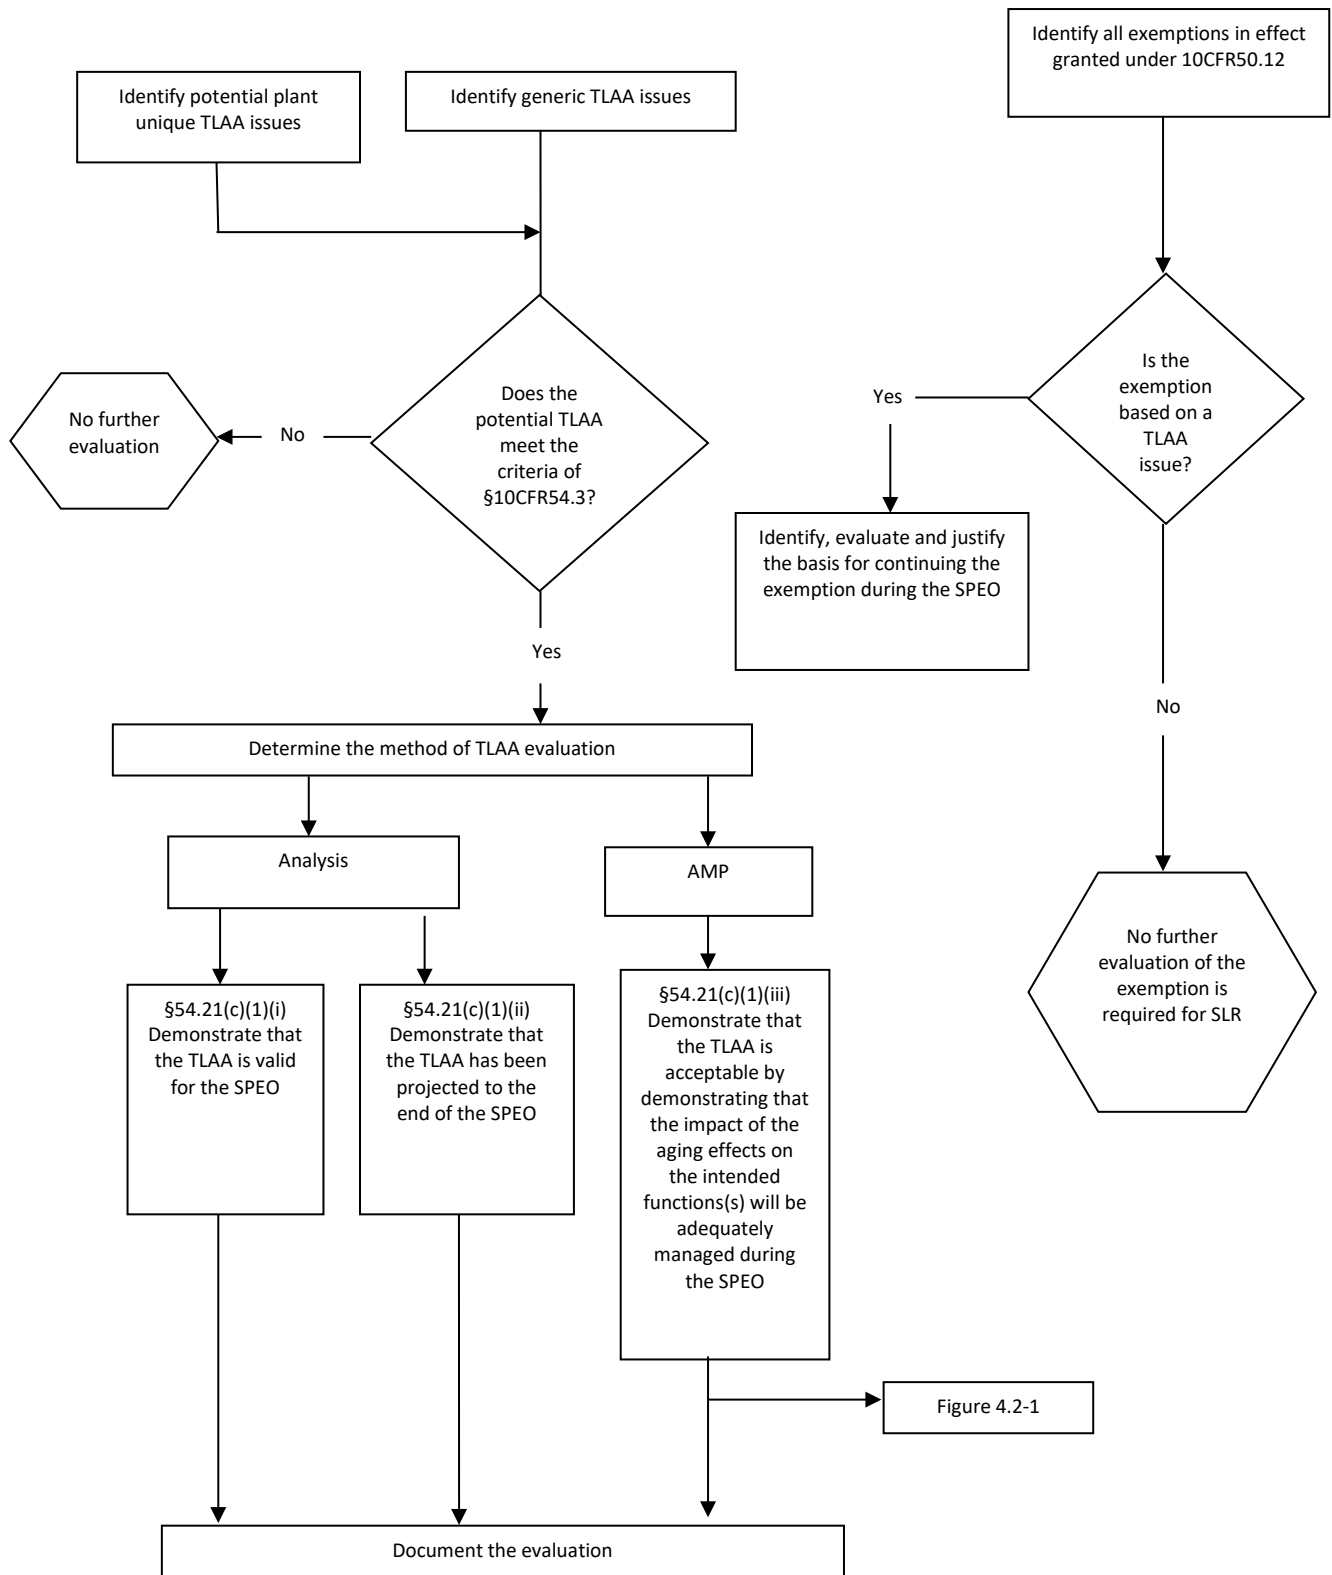 Identify all exemptions in effect
granted under 10CFR50.12
Identify potential plant
unique TLAA issues
Identify generic TLAA issues
Is the
exemption
based on a
TLAA
issue?
Yes
No further
evaluation
No
Does the
potential TLAA
meet the
criteria of
§10CFR54.3?
Identify, evaluate and justify
the basis for continuing the
exemption during the SPEO
Yes
No
Determine the method of TLAA evaluation
Analysis
AMP
No further
evaluation of the
exemption is
required for SLR
§54.21(c)(1)(i)
Demonstrate that
the TLAA is valid
for the SPEO
§54.21(c)(1)(ii)
Demonstrate that
the TLAA has been
projected to the
end of the SPEO
§54.21(c)(1)(iii)
Demonstrate that
the TLAA is
acceptable by
demonstrating that
the impact of the
aging effects on
the intended
functions(s) will be
adequately
managed during
the SPEO
Figure 4.2-1
Document the evaluation